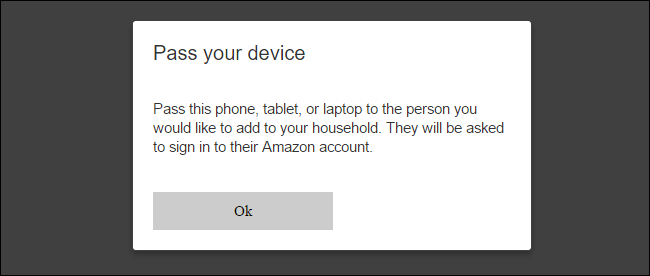 Pass your device
Pass this phone, tablet, or laptop to the person you
would like to add to your household. They will be asked
to sign in to their Amazon account.
Ok